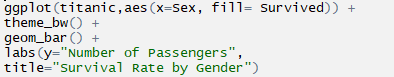 ggplot(titanic,aes(x=Sex, fill= Survived)) +
theme_bw() +
geom_bar() +
labs(y="Number of Passengers",
title="Survival Rate by Gender")